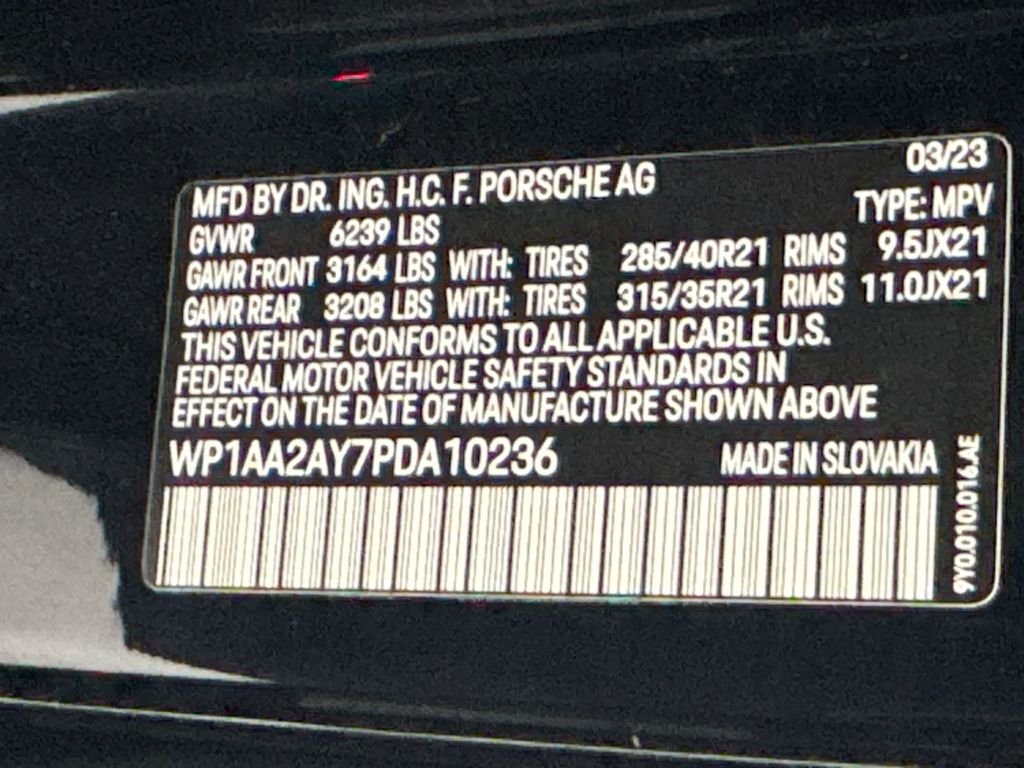 03/23
MFD BY DR. ING. H.C. F. PORSCHE AG
TYPE: MPV
GVWR 6239 LBS
GAWR FRONT 3164 LBS WITH: TIRES 285/40R21 RIMS 9.5JX21
GAWR REAR 3208 LBS WITH: TIRES 315/35R21 RIMS 11.0JX21
THIS VEHICLE CONFORMS TO ALL APPLICABLE U.S.
FEDERAL MOTOR VEHICLE SAFETY STANDARDS IN
EFFECT ON THE DATE OF MANUFACTURE SHOWN ABOVE
WP1AA2AY7PDA10236 MADE IN SLOVAKIA
9Y0.010.016.AE